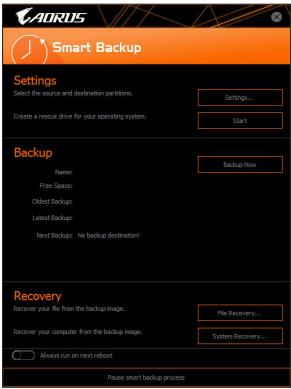 AORUS
Smart Backup
Settings
Select the source and destination partitions.
Settings...
Create a rescue drive for your operating system.
Start
Backup
Backup Now
Name:
Free Space:
Oldest Backup:
Latest Backup:
Next Backup: No backup destination!
Recovery
Recover your file from the backup image.
File Recovery...
Recover your computer from the backup image.
System Recovery...
Always run on next reboot
Pause smart backup process